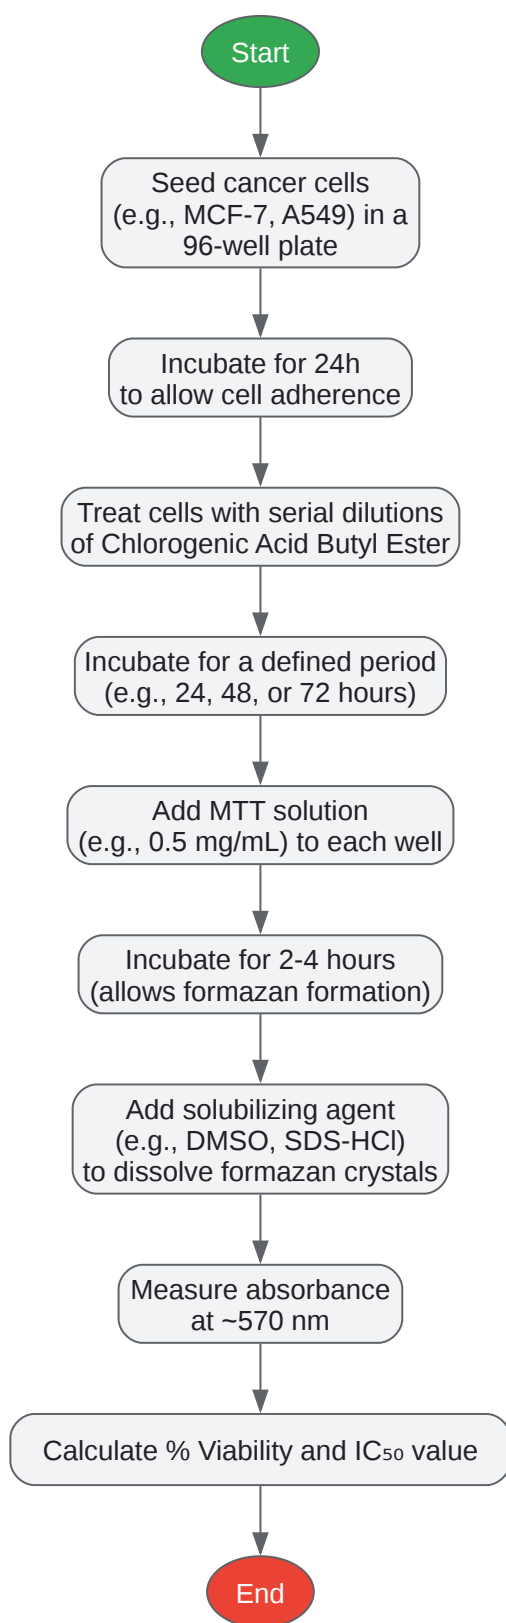 Start
Seed cancer cells
(e.g., MCF-7, A549) in a
96-well plate
Incubate for 24h
to allow cell adherence
Treat cells with serial dilutions
of Chlorogenic Acid Butyl Ester
Incubate for a defined period
(e.g., 24, 48, or 72 hours)
Add MTT solution
(e.g., 0.5 mg/mL) to each well
Incubate for 2-4 hours
(allows formazan formation)
Add solubilizing agent
(e.g., DMSO, SDS-HCl)
to dissolve formazan crystals
Measure absorbance
at ~570 nm
Calculate % Viability and IC₅₀ value
End